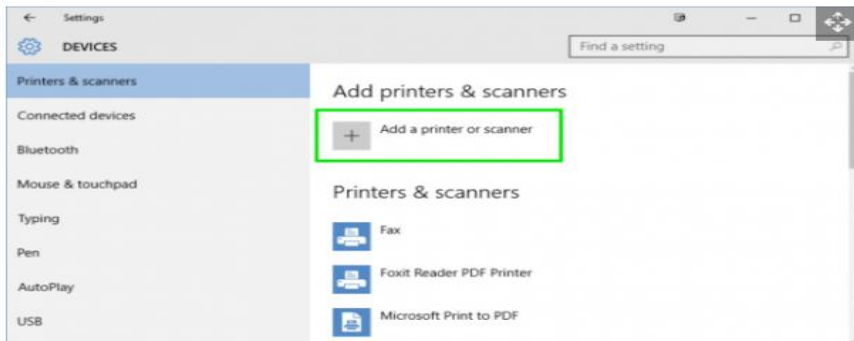 Settings
DEVICES
Find a setting
Printers & scanners
Connected devices
Bluetooth
Mouse & touchpad
Typing
Pen
AutoPlay
USB
Add printers & scanners
Add a printer or scanner
Printers & scanners
Fax
Foxit Reader PDF Printer
Microsoft Print to PDF